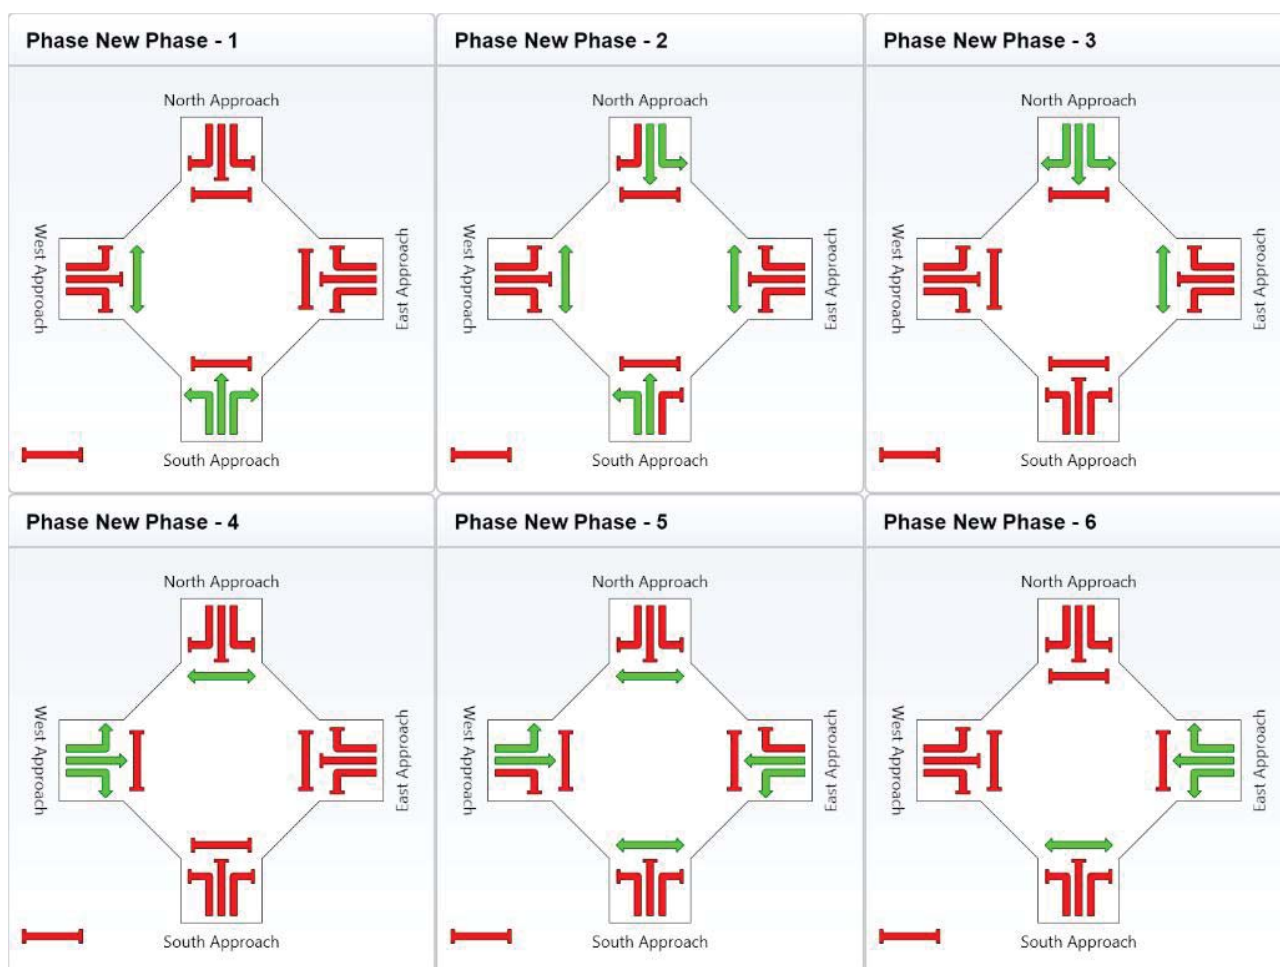 Phase New Phase - 1
North Approach
West Approach
East Approach
South Approach
Phase New Phase - 2
North Approach
West Approach
East Approach
South Approach
Phase New Phase - 3
North Approach
West Approach
East Approach
South Approach
Phase New Phase - 4
North Approach
West Approach
East Approach
South Approach
Phase New Phase - 5
North Approach
West Approach
East Approach
South Approach
Phase New Phase - 6
North Approach
West Approach
East Approach
South Approach